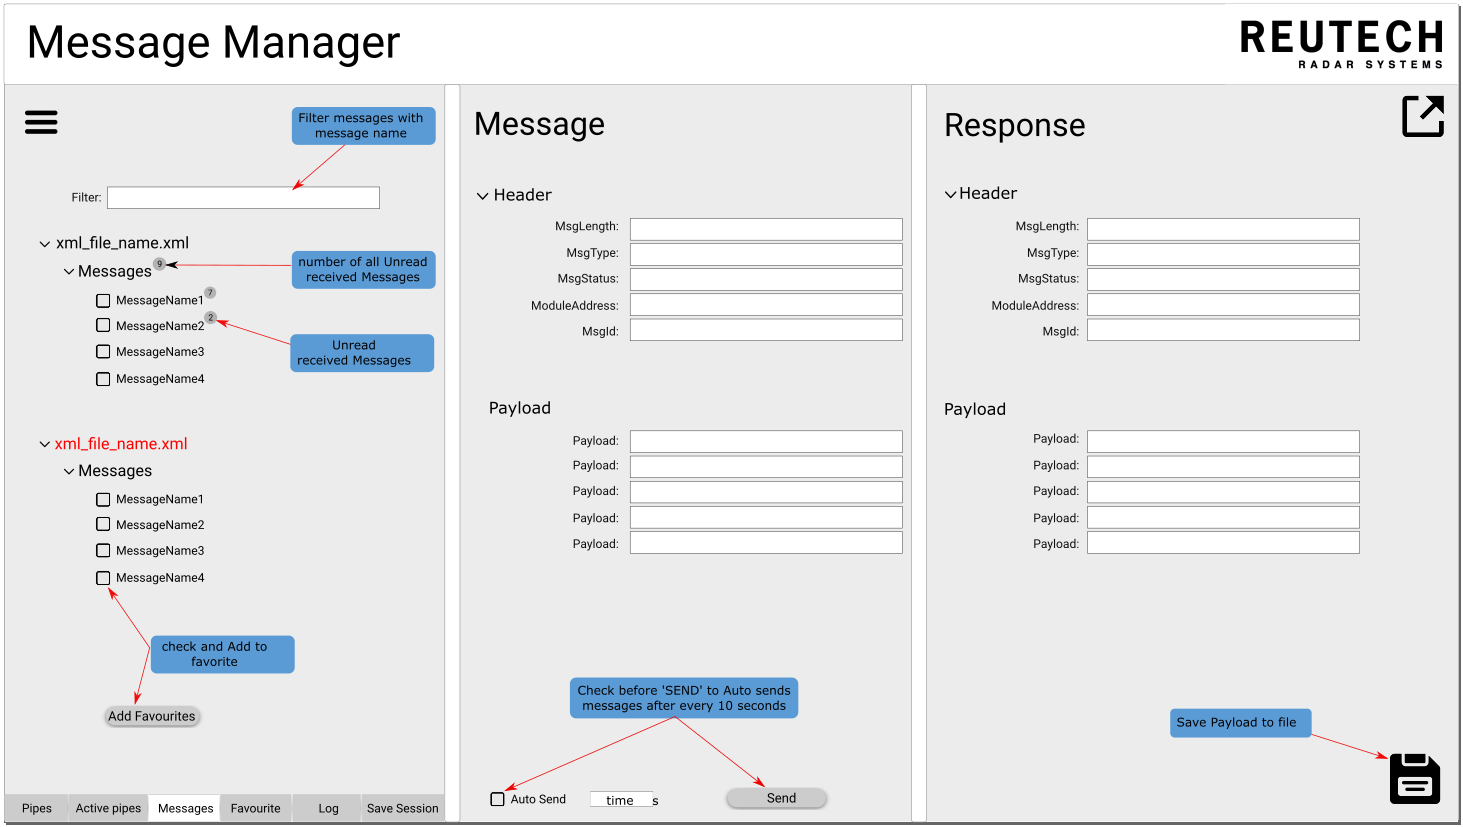 Message Manager
REUTECH
RADAR SYSTEMS
Filter messages with
message name
Filter:
xml_file_name.xml
Messages 9
number of all Unread
received Messages
MessageName1 7
MessageName2 2
Unread
received Messages
MessageName3
MessageName4
xml_file_name.xml
Messages
MessageName1
MessageName2
MessageName3
MessageName4
check and Add to
favorite
Add Favourites
Pipes
Active pipes
Messages
Favourite
Log
Save Session
Message
Header
MsgLength:
MsgType:
MsgStatus:
ModuleAddress:
MsgId:
Payload
Payload:
Payload:
Payload:
Payload:
Payload:
Check before 'SEND' to Auto sends
messages after every 10 seconds
Auto Send
time s
Send
Response
Header
MsgLength:
MsgType:
MsgStatus:
ModuleAddress:
MsgId:
Payload
Payload:
Payload:
Payload:
Payload:
Payload:
Save Payload to file